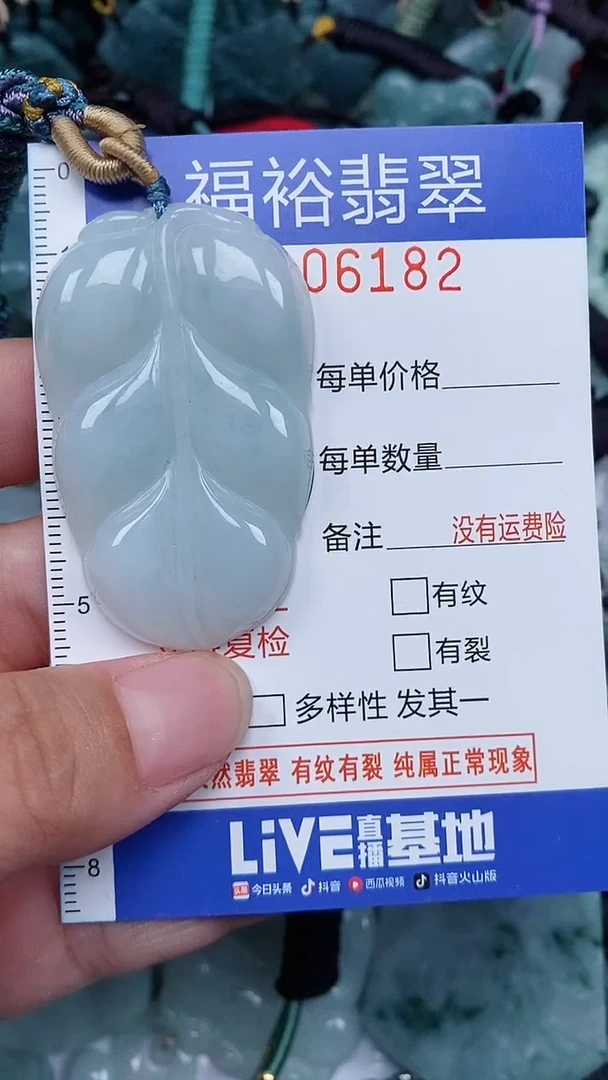 0
福裕翡翠
06182
每单价格
每单数量
备注 没有运费险
5
复检
有纹
有裂
多样性 发其一
然翡翠 有纹有裂 纯属正常现象
LiVE直播基地
8
头条 今日头条 抖音 西瓜视频 抖音火山版